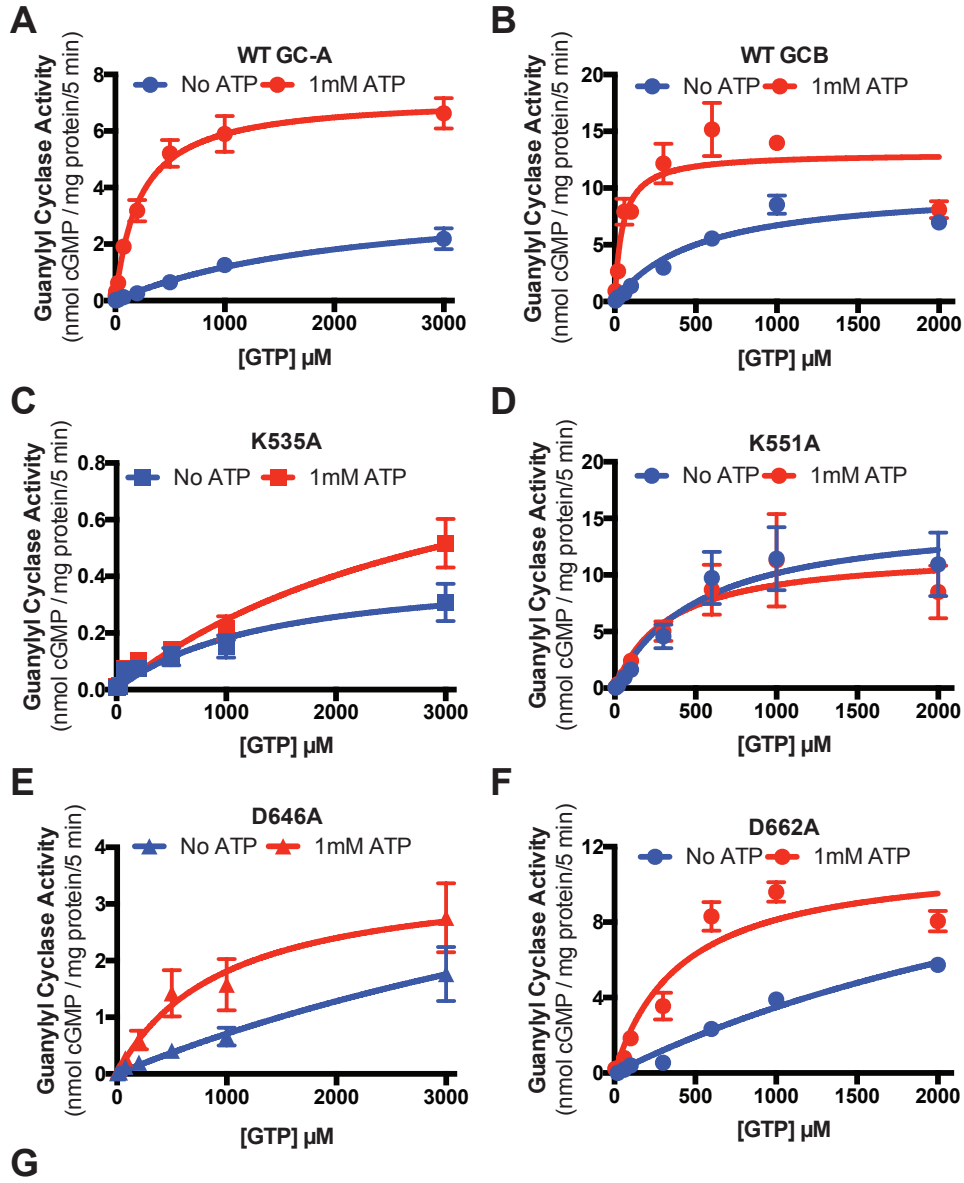 A
WT GC-A
No ATP 1mM ATP
Guanylyl Cyclase Activity
(nmol cGMP / mg protein/5 min)
8
6
4
2
0
0 1000 2000 3000
[GTP] µM
B
WT GCB
No ATP 1mM ATP
Guanylyl Cyclase Activity
(nmol cGMP / mg protein/5 min)
20
15
10
5
0
0 500 1000 1500 2000
[GTP] µM
C
K535A
No ATP 1mM ATP
Guanylyl Cyclase Activity
(nmol cGMP / mg protein/5 min)
0.8
0.6
0.4
0.2
0.0
0 1000 2000 3000
[GTP] µM
D
K551A
No ATP 1mM ATP
Guanylyl Cyclase Activity
(nmol cGMP / mg protein/5 min)
20
15
10
5
0
0 500 1000 1500 2000
[GTP] µM
E
D646A
No ATP 1mM ATP
Guanylyl Cyclase Activity
(nmol cGMP / mg protein/5 min)
4
3
2
1
0
0 1000 2000 3000
[GTP] µM
F
D662A
No ATP 1mM ATP
Guanylyl Cyclase Activity
(nmol cGMP / mg protein/5 min)
12
8
4
0
0 500 1000 1500 2000
[GTP] µM
G